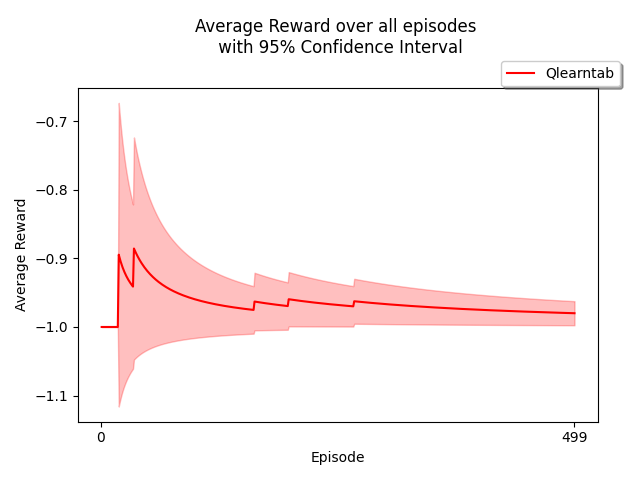 Average Reward over all episodes
with 95% Confidence Interval
Qlearntab
−0.7
−0.8
−0.9
−1.0
−1.1
Average Reward
0
499
Episode